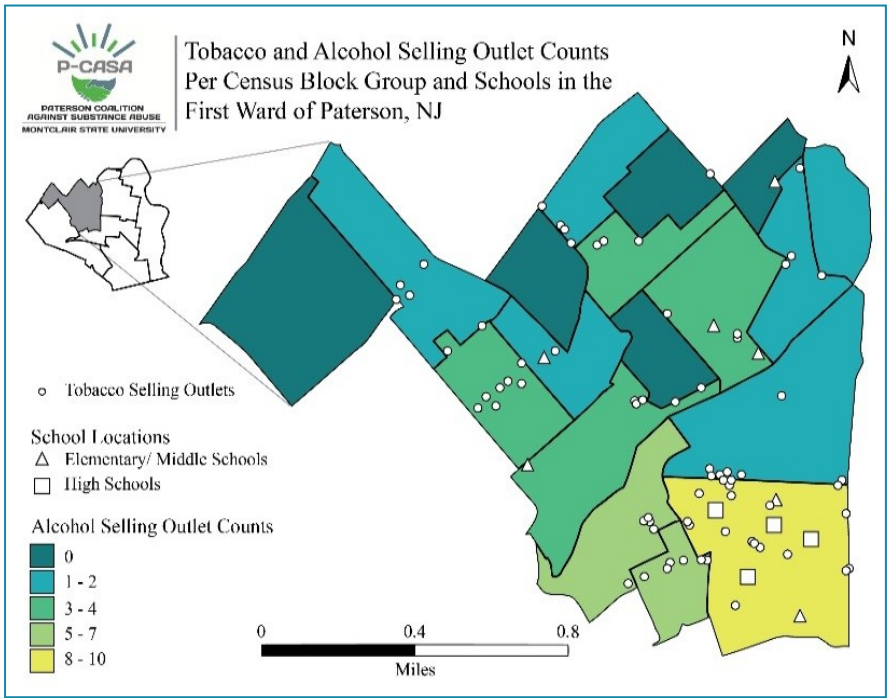 P-CASA
PATERSON COALITION
AGAINST SUBSTANCE ABUSE
MONTCLAIR STATE UNIVERSITY
Tobacco and Alcohol Selling Outlet Counts
Per Census Block Group and Schools in the
First Ward of Paterson, NJ
N
Tobacco Selling Outlets
School Locations
Elementary/ Middle Schools
High Schools
Alcohol Selling Outlet Counts
0
1 - 2
3 - 4
5 - 7
8 - 10
0 0.4 0.8
Miles